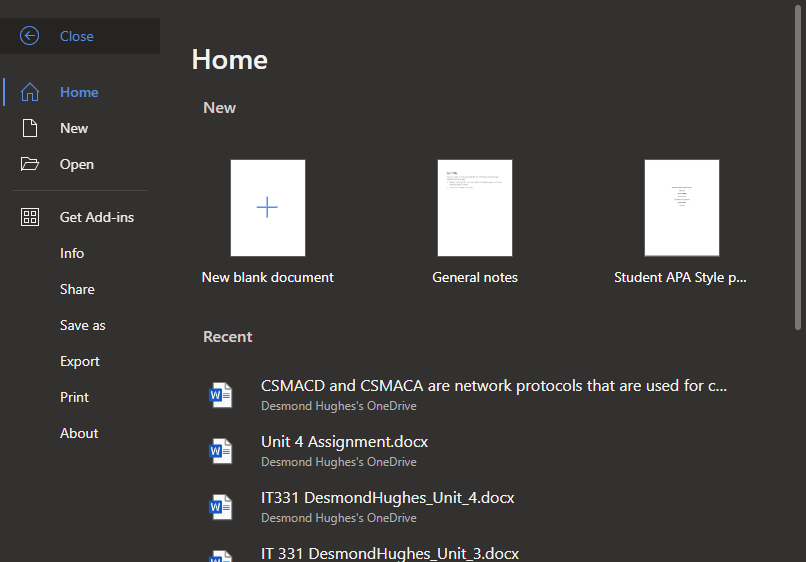 Close
Home
New
Open
Get Add-ins
Info
Share
Save as
Export
Print
About
Home
New
New blank document
General notes
Student APA Style p...
Recent
CSMACD and CSMACA are network protocols that are used for c...
Desmond Hughes's OneDrive
Unit 4 Assignment.docx
Desmond Hughes's OneDrive
IT331 DesmondHughes_Unit_4.docx
Desmond Hughes's OneDrive
IT 331 DesmondHughes_Unit_3.docx